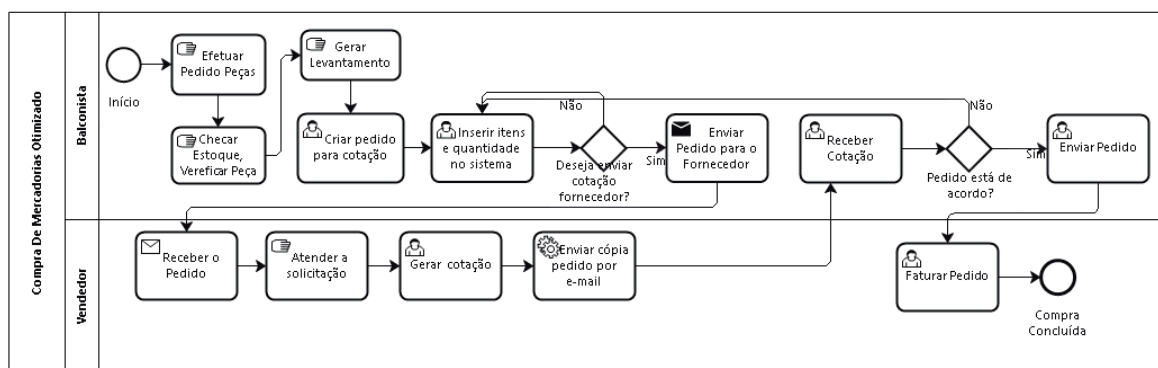 Compra De Mercadorias Otimizado
Balconista
Início
Efetuar
Pedido Peças
Checar
Estoque,
Vereficar Peça
Gerar
Levantamento
Criar pedido
para cotação
Inserir itens
e quantidade
no sistema
Não
Deseja enviar
cotação
fornecedor?
Sim
Enviar
Pedido para o
Fornecedor
Receber
Cotação
Não
Pedido está de
acordo?
Sim
Enviar Pedido
Vendedor
Receber o
Pedido
Atender a
solicitação
Gerar cotação
Enviar cópia
pedido por
e-mail
Faturar Pedido
Compra
Concluída